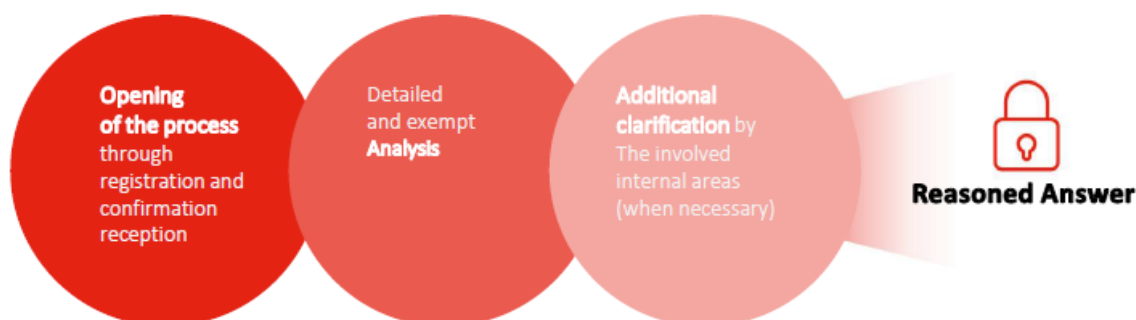 Opening
of the process
through
registration and
confirmation
reception
Detailed
and exempt
Analysis
Additional
clarification by
The involved
internal areas
(when necessary)
Reasoned Answer